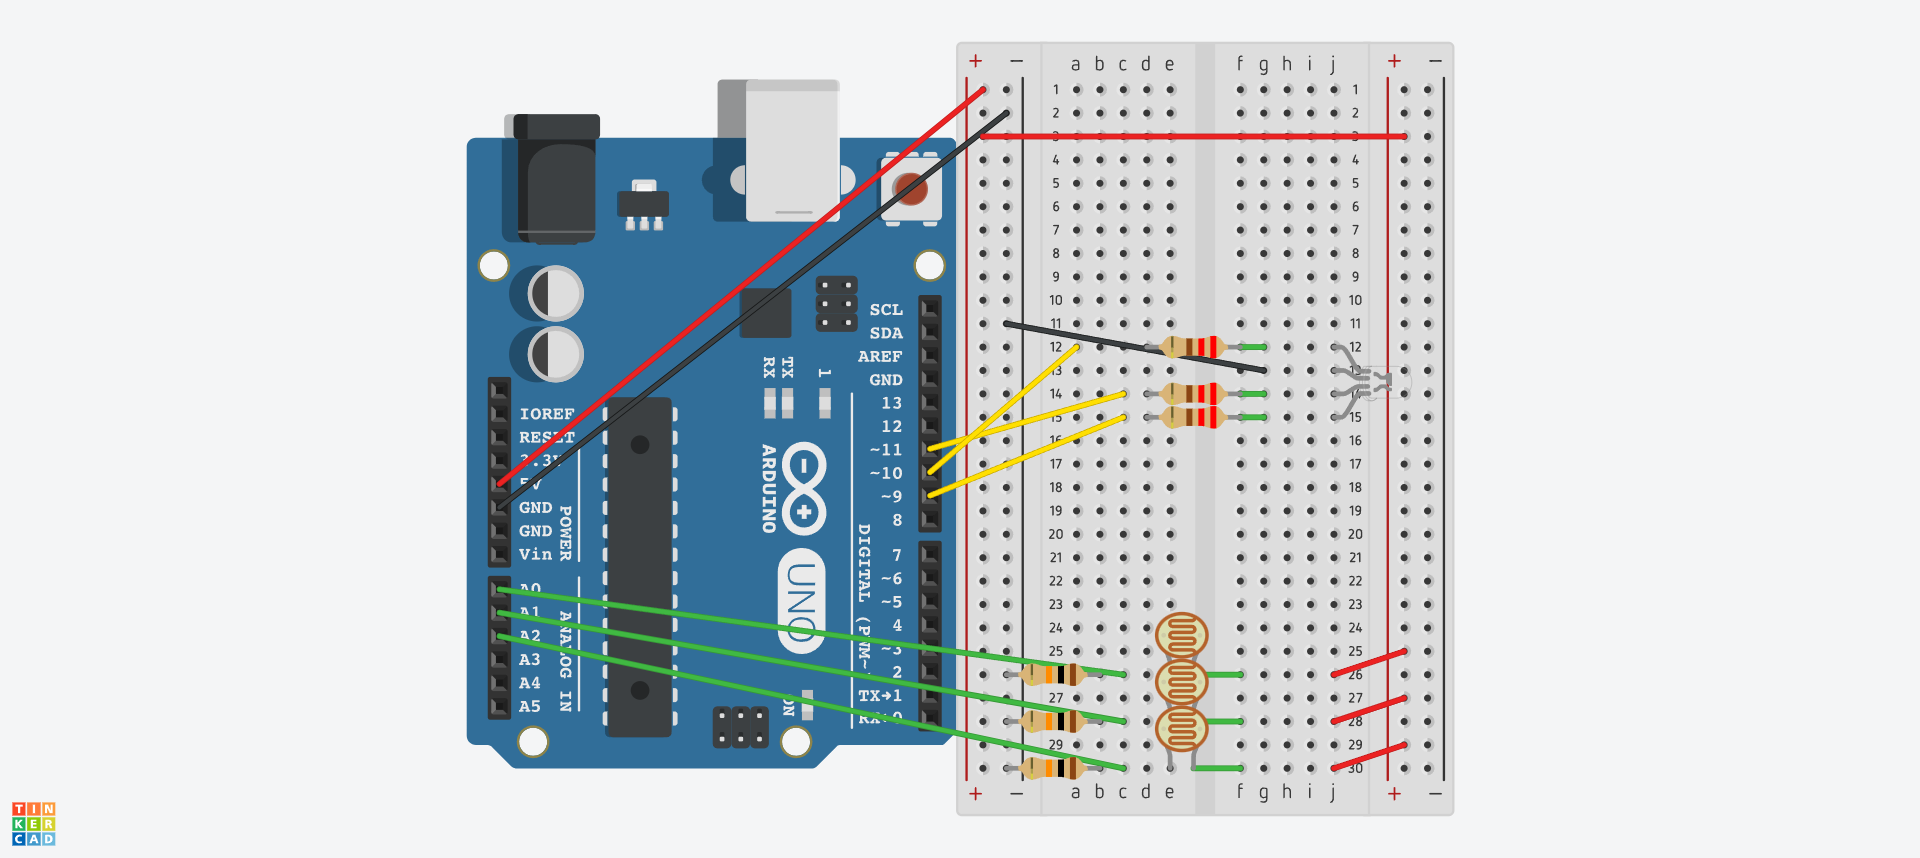 + − a b c d e f g h i j + −
1 1
2 2
3 3
4 4
5 5
6 6
7 7
8 8
9 9
10 10
11 11
12 12
13
14
15 15
16 16
17 17
18 18
19 19
20 20
21 21
22 22
23 23
24 24
25 25
26
27 27
28
29 29
30
+ − a b c d e f g h i j + −
SCL
SDA
AREF
GND
13
12
~11
~10
~9
8
7
~6
~5
4
~3
2
TX→1
RX←0
DIGITAL (PWM~)
RX
TX
L
ARDUINO
UNO
ON
IOREF
RESET
3.3V
5V
GND
GND
Vin
POWER
A0
A1
A2
A3
A4
A5
ANALOG IN
TIN
KER
CAD